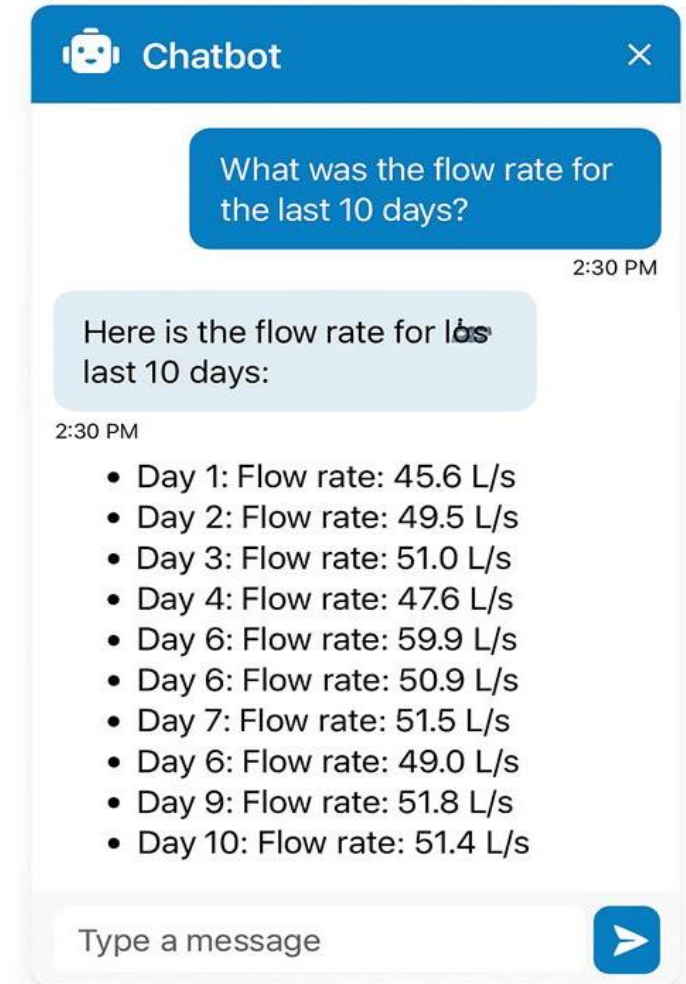 Chatbot
What was the flow rate for
the last 10 days?
2:30 PM
Here is the flow rate for
last 10 days:
2:30 PM
• Day 1: Flow rate: 45.6 L/s
• Day 2: Flow rate: 49.5 L/s
• Day 3: Flow rate: 51.0 L/s
• Day 4: Flow rate: 47.6 L/s
• Day 6: Flow rate: 59.9 L/s
• Day 6: Flow rate: 50.9 L/s
• Day 7: Flow rate: 51.5 L/s
• Day 6: Flow rate: 49.0 L/s
• Day 9: Flow rate: 51.8 L/s
• Day 10: Flow rate: 51.4 L/s
Type a message